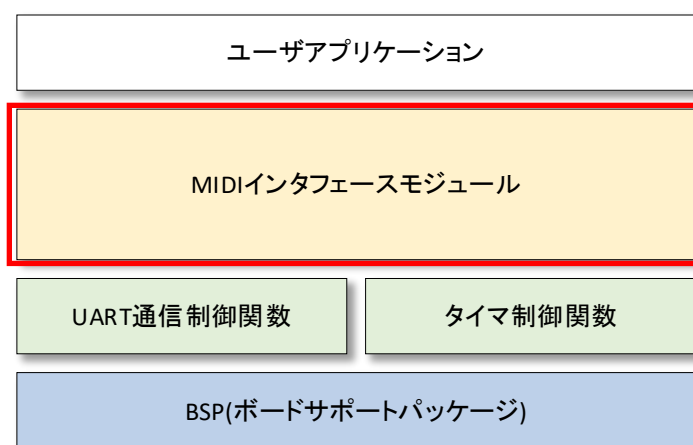 ユーザアプリケーション
MIDIインタフェースモジュール
UART通信制御関数
タイマ制御関数
BSP(ボードサポートパッケージ)